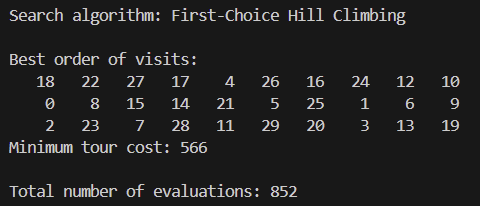 Search algorithm: First-Choice Hill Climbing
Best order of visits:
18 22 27 17 4 26 16 24 12 10
0 8 15 14 21 5 25 1 6 9
2 23 7 28 11 29 20 3 13 19
Minimum tour cost: 566
Total number of evaluations: 852